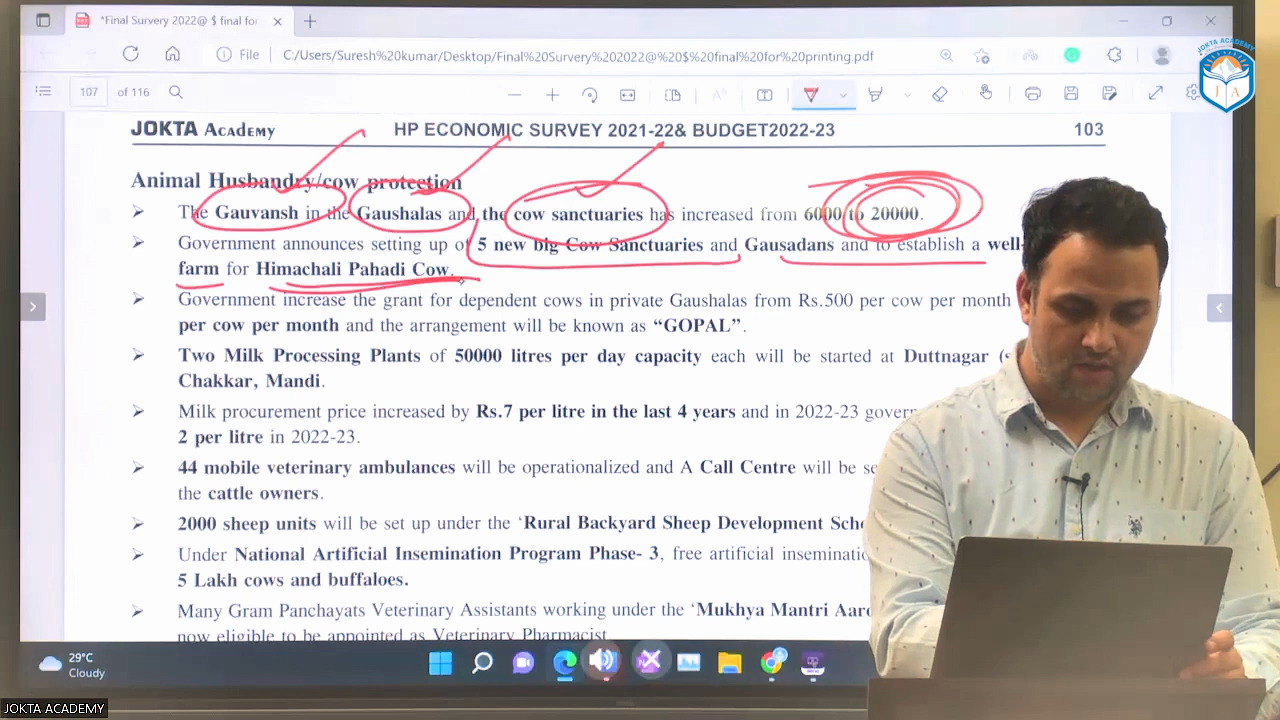 *Final Survery 2022@ $ final for
File
C:/Users/Suresh%20kumar/Desktop/Final%20Survery%202022@%20$%20final%20for%20printing.pdf
JOKTA ACADEMY
J A
107 of 116
JOKTA ACADEMY HP ECONOMIC SURVEY 2021-22& BUDGET2022-23 103
Animal Husbandry/cow protection
The Gauvansh in the Gaushalas and the cow sanctuaries has increased from 6000 to 20000.
Government announces setting up of 5 new big Cow Sanctuaries and Gausadans and to establish a well-
farm for Himachali Pahadi Cow.
Government increase the grant for dependent cows in private Gaushalas from Rs.500 per cow per month
per cow per month and the arrangement will be known as “GOPAL”.
Two Milk Processing Plants of 50000 litres per day capacity each will be started at Duttnagar
Chakkar, Mandi.
Milk procurement price increased by Rs.7 per litre in the last 4 years and in 2022-23
2 per litre in 2022-23.
44 mobile veterinary ambulances will be operationalized and A Call Centre will be
the cattle owners.
2000 sheep units will be set up under the ‘Rural Backyard Sheep Development
Under National Artificial Insemination Program Phase- 3, free artificial
5 Lakh cows and buffaloes.
Many Gram Panchayats Veterinary Assistants working under the ‘Mukhya Mantri
now eligible to be appointed as Veterinary Pharmacist
29°C
Cloudy
JOKTA ACADEMY